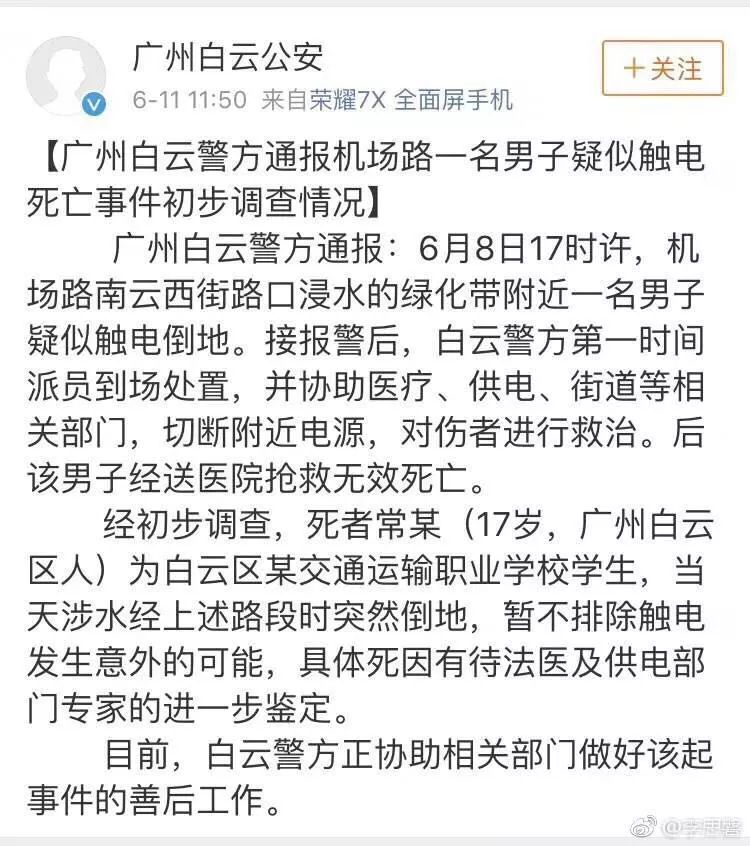 广州白云公安
+关注
6-11 11:50 来自荣耀7X 全面屏手机
【广州白云警方通报机场路一名男子疑似触电
死亡事件初步调查情况】
广州白云警方通报：6月8日17时许，机
场路南云西街路口浸水的绿化带附近一名男子
疑似触电倒地。接报警后，白云警方第一时间
派员到场处置，并协助医疗、供电、街道等相
关部门，切断附近电源，对伤者进行救治。后
该男子经送医院抢救无效死亡。
经初步调查，死者常某（17岁，广州白云
区人）为白云区某交通运输职业学校学生，当
天涉水经上述路段时突然倒地，暂不排除触电
发生意外的可能，具体死因有待法医及供电部
门专家的进一步鉴定。
目前，白云警方正协助相关部门做好该起
事件的善后工作。
@李思磐